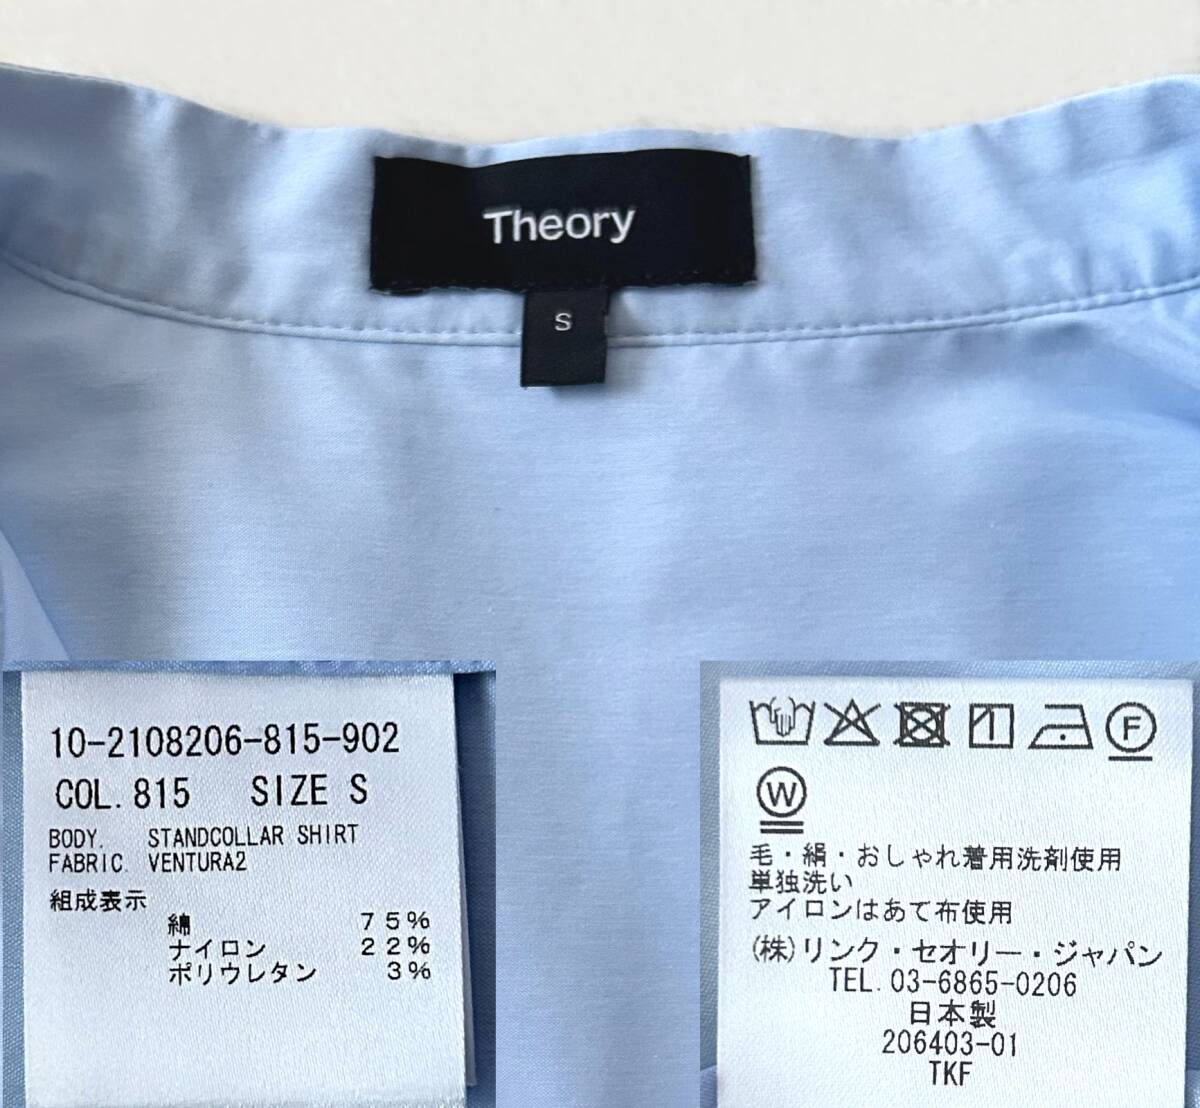 Theory
S
10-2108206-815-902
COL. 815 SIZE S
BODY. STANDCOLLAR SHIRT
FABRIC. VENTURA2
組成表示
綿 75%
ナイロン 22%
ポリウレタン 3%
F
W
毛・絹・おしゃれ着用洗剤使用
単独洗い
アイロンはあて布使用
(株)リンク・セオリー・ジャパン
TEL. 03-6865-0206
日本製
206403-01
TKF